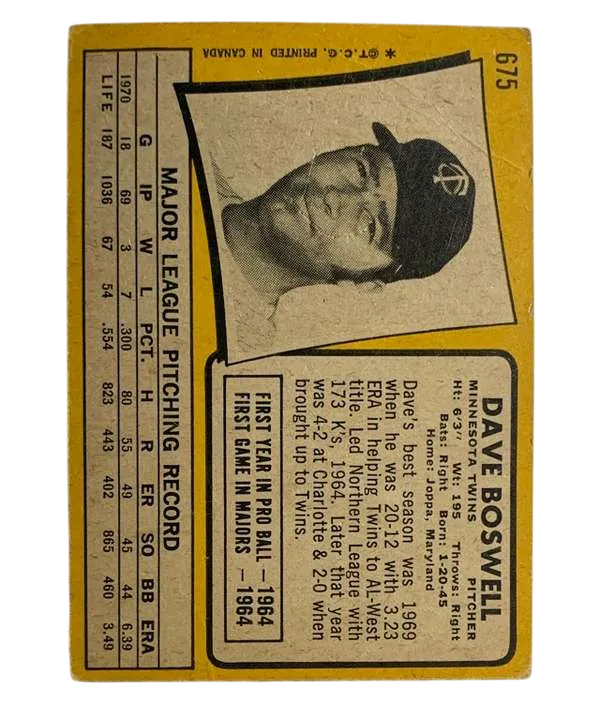 675
*©T.C.G. PRINTED IN CANADA
TC
DAVE BOSWELL
MINNESOTA TWINS PITCHER
Ht: 6'3" Wt: 195 Throws: Right
Bats: Right Born: 1-20-45
Home: Joppa, Maryland
Dave's best season was 1969
when he was 20-12 with 3.23
ERA in helping Twins to AL-West
title. Led Northern League with
173 K's, 1964. Later that year
was 4-2 at Charlotte & 2-0 when
brought up to Twins.
FIRST YEAR IN PRO BALL — 1964
FIRST GAME IN MAJORS — 1964
MAJOR LEAGUE PITCHING RECORD
G IP W L PCT. H R ER SO BB ERA
1970 18 69 3 7 .300 80 55 49 45 44 6.39
LIFE 187 1036 67 54 .554 823 443 402 865 460 3.49